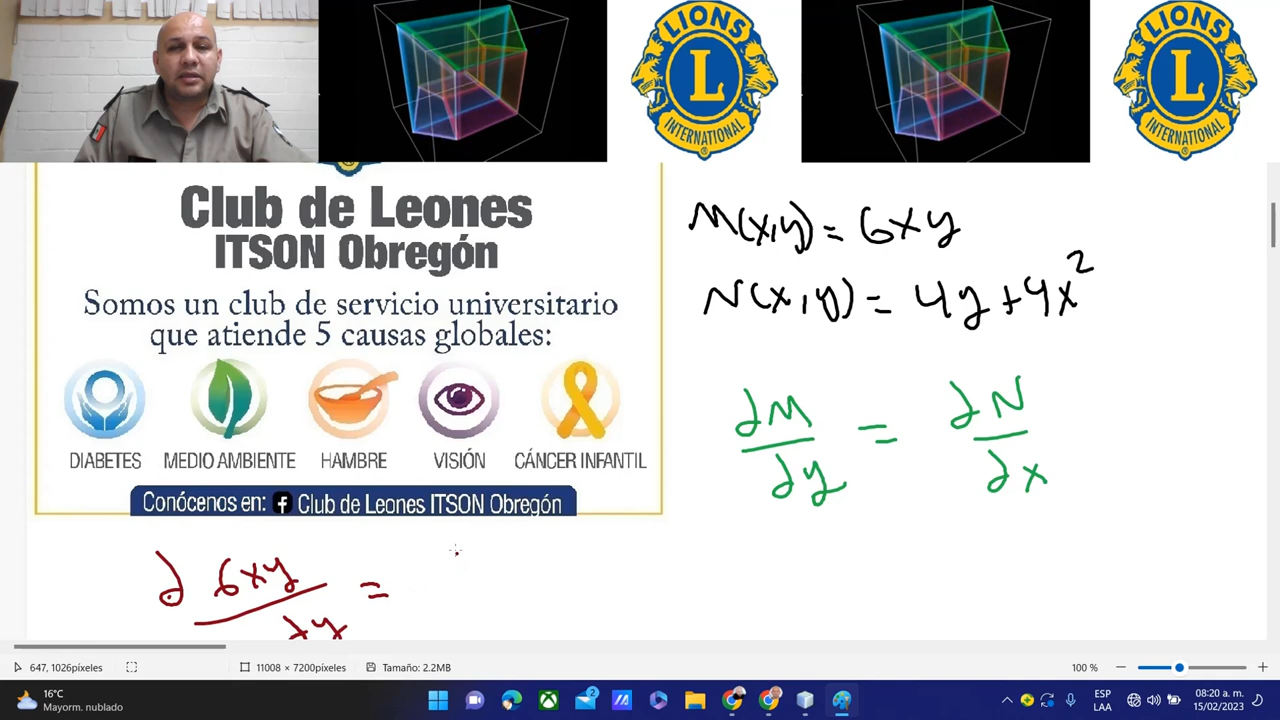 LIONS
L
INTERNATIONAL
LIONS
L
INTERNATIONAL
Club de Leones
ITSON Obregón
Somos un club de servicio universitario
que atiende 5 causas globales:
DIABETES MEDIO AMBIENTE HAMBRE VISIÓN CÁNCER INFANTIL
Conócenos en: f Club de Leones ITSON Obregón
M(x,y) = 6xy
N(x,y) = 4y+4x²
∂M/∂y = ∂N/∂x
∂ 6xy/∂y =
647, 1026píxeles 11008 × 7200píxeles Tamaño: 2.2MB 100 %
16°C
Mayorm. nublado
2
ESP
LAA
08:20 a. m.
15/02/2023